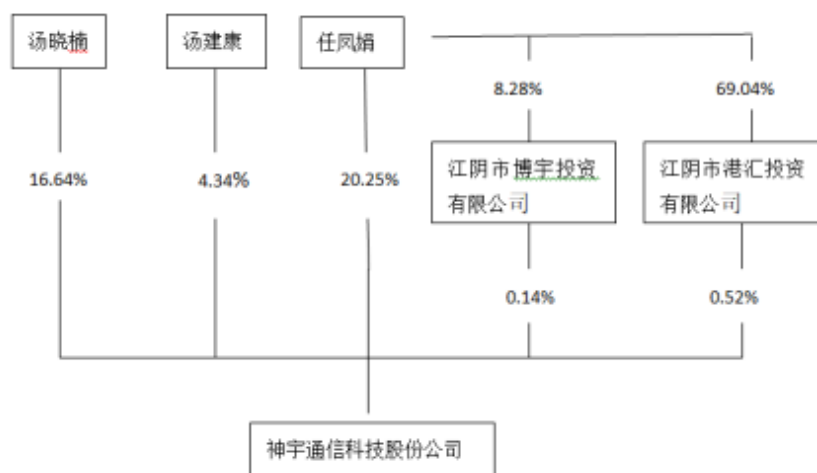 汤晓楠
汤建康
任凤娟
8.28%
69.04%
16.64%
4.34%
20.25%
江阴市博宇投资
有限公司
江阴市港汇投资
有限公司
0.14%
0.52%
神宇通信科技股份公司